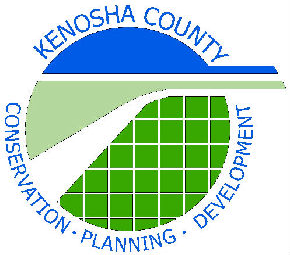 KENOSHA COUNTY
CONSERVATION · PLANNING · DEVELOPMENT